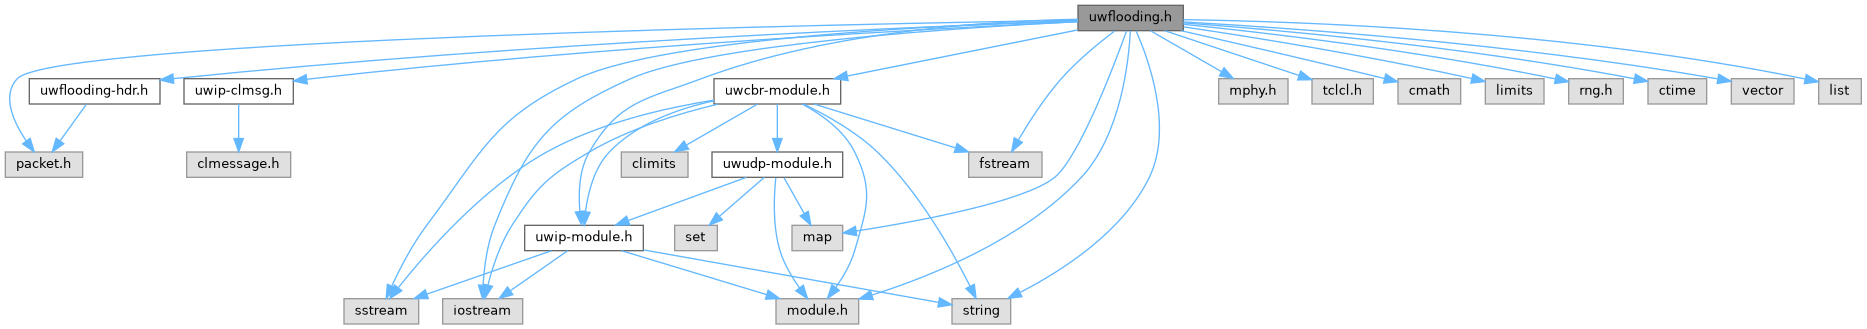 uwflooding.h
uwflooding-hdr.h
uwip-clmsg.h
uwcbr-module.h
mphy.h
tclcl.h
cmath
limits
rng.h
ctime
vector
list
packet.h
clmessage.h
climits
uwudp-module.h
fstream
uwip-module.h
set
map
sstream
iostream
module.h
string